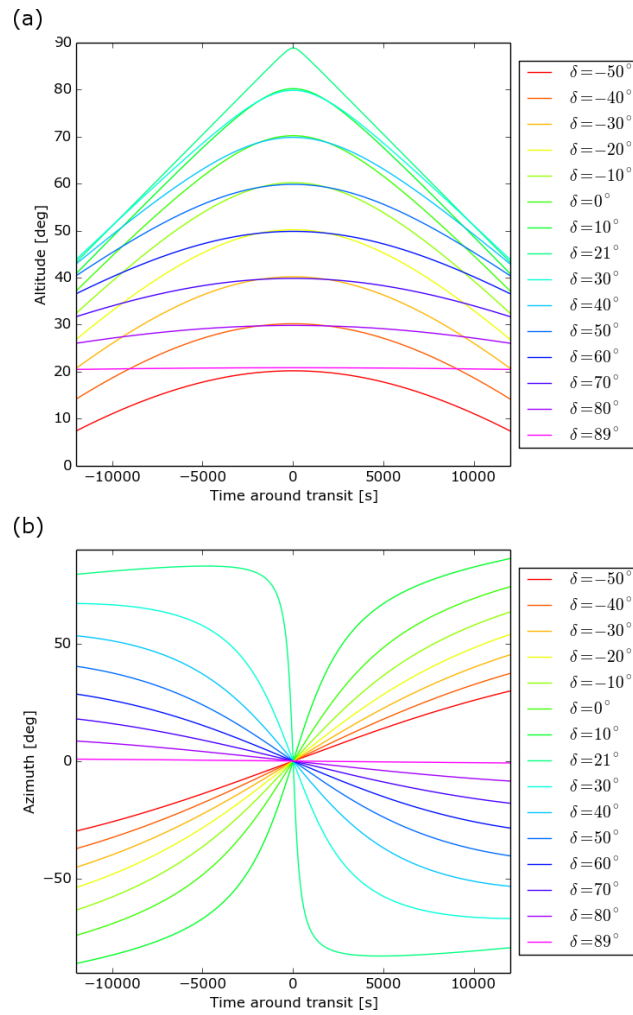 (a)
90
80
70
60
50
40
30
20
10
0
Altitude [deg]
−10000
−5000
0
5000
10000
Time around transit [s]
δ=−50°
δ=−40°
δ=−30°
δ=−20°
δ=−10°
δ=0°
δ=10°
δ=21°
δ=30°
δ=40°
δ=50°
δ=60°
δ=70°
δ=80°
δ=89°
(b)
50
0
−50
Azimuth [deg]
−10000
−5000
0
5000
10000
Time around transit [s]
δ=−50°
δ=−40°
δ=−30°
δ=−20°
δ=−10°
δ=0°
δ=10°
δ=21°
δ=30°
δ=40°
δ=50°
δ=60°
δ=70°
δ=80°
δ=89°